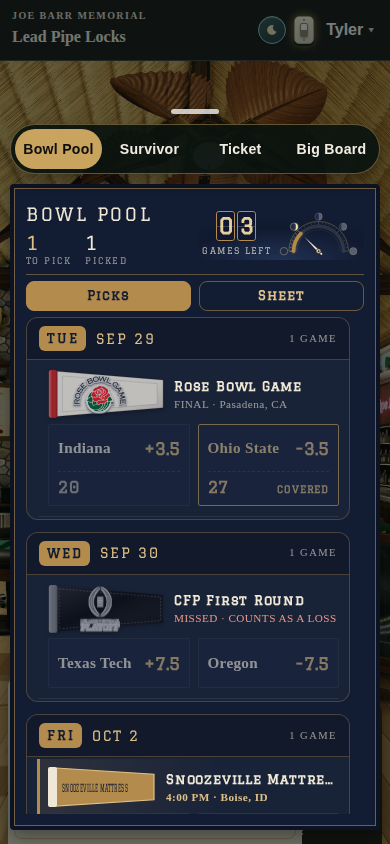 JOE BARR MEMORIAL
Lead Pipe Locks
Tyler
Bowl Pool
Survivor
Ticket
Big Board
BOWL POOL
1
TO PICK
1
PICKED
03
GAMES LEFT
PICKS
SHEET
TUE SEP 29
1 GAME
ROSE BOWL GAME
ROSE BOWL GAME
FINAL · Pasadena, CA
Indiana +3.5
20
Ohio State -3.5
27 COVERED
WED SEP 30
1 GAME
PLAYOFF
CFP FIRST ROUND
MISSED · COUNTS AS A LOSS
Texas Tech +7.5
Oregon -7.5
FRI OCT 2
1 GAME
SNOOZEVILLE MATTRESS
SNOOZEVILLE MATTRE...
4:00 PM · Boise, ID